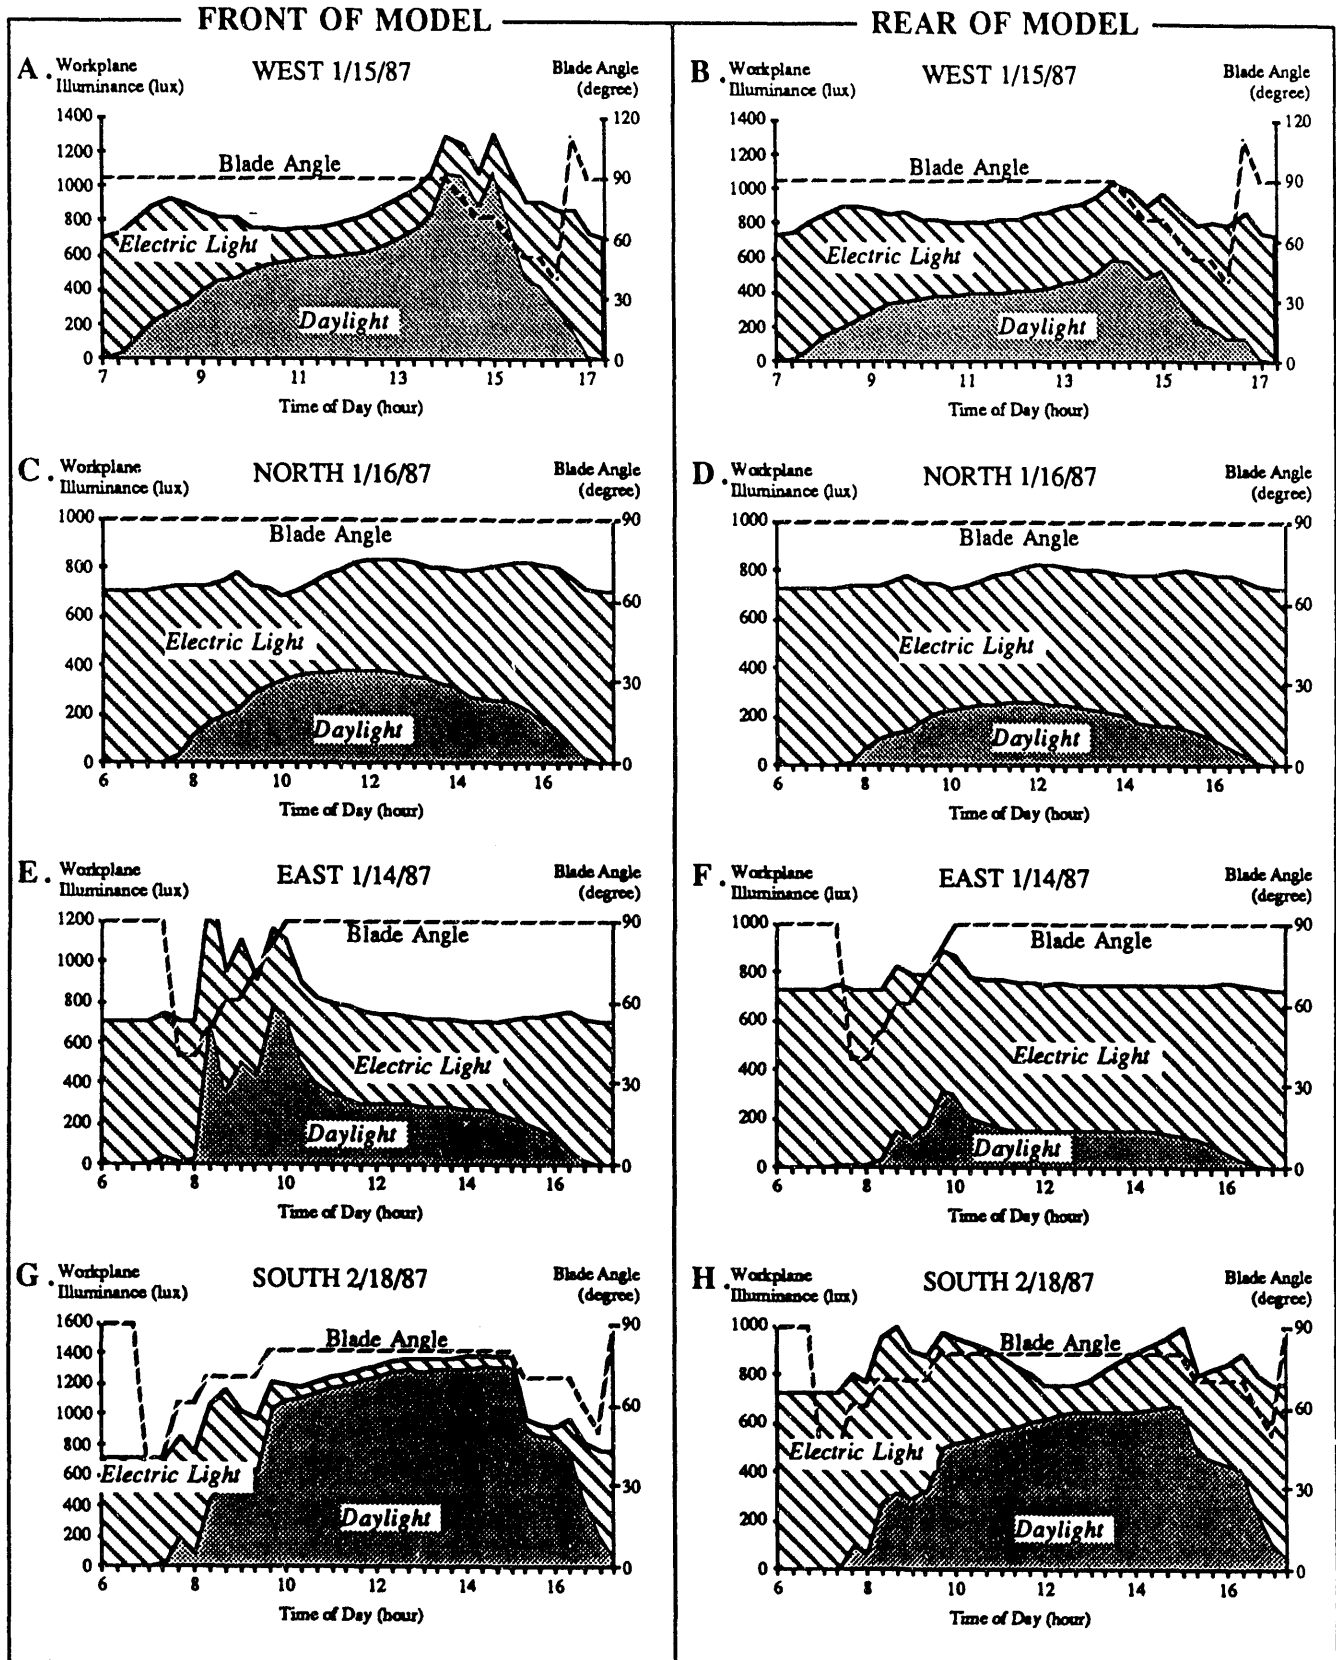 FRONT OF MODEL
REAR OF MODEL
A. Workplane Illuminance (lux)
WEST 1/15/87
Blade Angle (degree)
1400
1200
1000
800
600
400
200
0
120
90
60
30
0
Blade Angle
Electric Light
Daylight
7 9 11 13 15 17
Time of Day (hour)
B. Workplane Illuminance (lux)
WEST 1/15/87
Blade Angle (degree)
1400
1200
1000
800
600
400
200
0
120
90
60
30
0
Blade Angle
Electric Light
Daylight
7 9 11 13 15 17
Time of Day (hour)
C. Workplane Illuminance (lux)
NORTH 1/16/87
Blade Angle (degree)
1000
800
600
400
200
0
90
60
30
0
Blade Angle
Electric Light
Daylight
6 8 10 12 14 16
Time of Day (hour)
D. Workplane Illuminance (lux)
NORTH 1/16/87
Blade Angle (degree)
1000
800
600
400
200
0
90
60
30
0
Blade Angle
Electric Light
Daylight
6 8 10 12 14 16
Time of Day (hour)
E. Workplane Illuminance (lux)
EAST 1/14/87
Blade Angle (degree)
1200
1000
800
600
400
200
0
90
60
30
0
Blade Angle
Electric Light
Daylight
6 8 10 12 14 16
Time of Day (hour)
F. Workplane Illuminance (lux)
EAST 1/14/87
Blade Angle (degree)
1000
800
600
400
200
0
90
60
30
0
Blade Angle
Electric Light
Daylight
6 8 10 12 14 16
Time of Day (hour)
G. Workplane Illuminance (lux)
SOUTH 2/18/87
Blade Angle (degree)
1600
1400
1200
1000
800
600
400
200
0
90
60
30
0
Blade Angle
Electric Light
Daylight
6 8 10 12 14 16
Time of Day (hour)
H. Workplane Illuminance (lux)
SOUTH 2/18/87
Blade Angle (degree)
1000
800
600
400
200
0
90
60
30
0
Blade Angle
Electric Light
Daylight
6 8 10 12 14 16
Time of Day (hour)